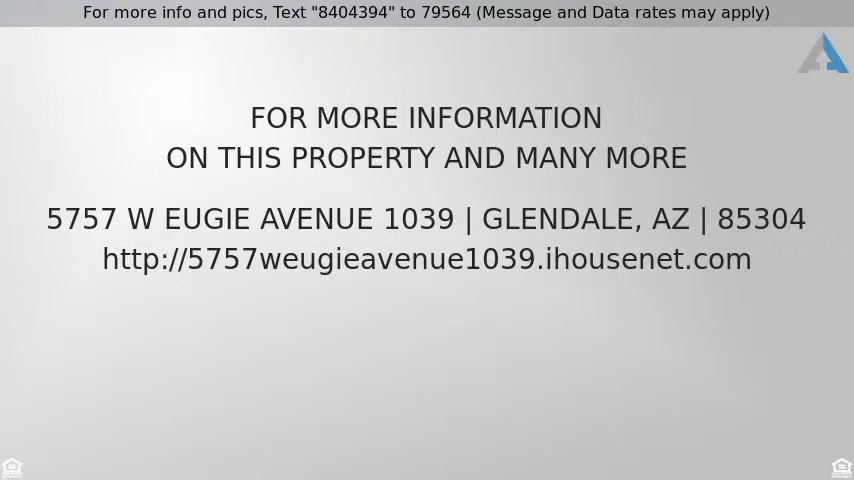 For more info and pics, Text "8404394" to 79564 (Message and Data rates may apply)
FOR MORE INFORMATION
ON THIS PROPERTY AND MANY MORE
5757 W EUGIE AVENUE 1039 | GLENDALE, AZ | 85304
http://5757weugieavenue1039.ihousenet.com